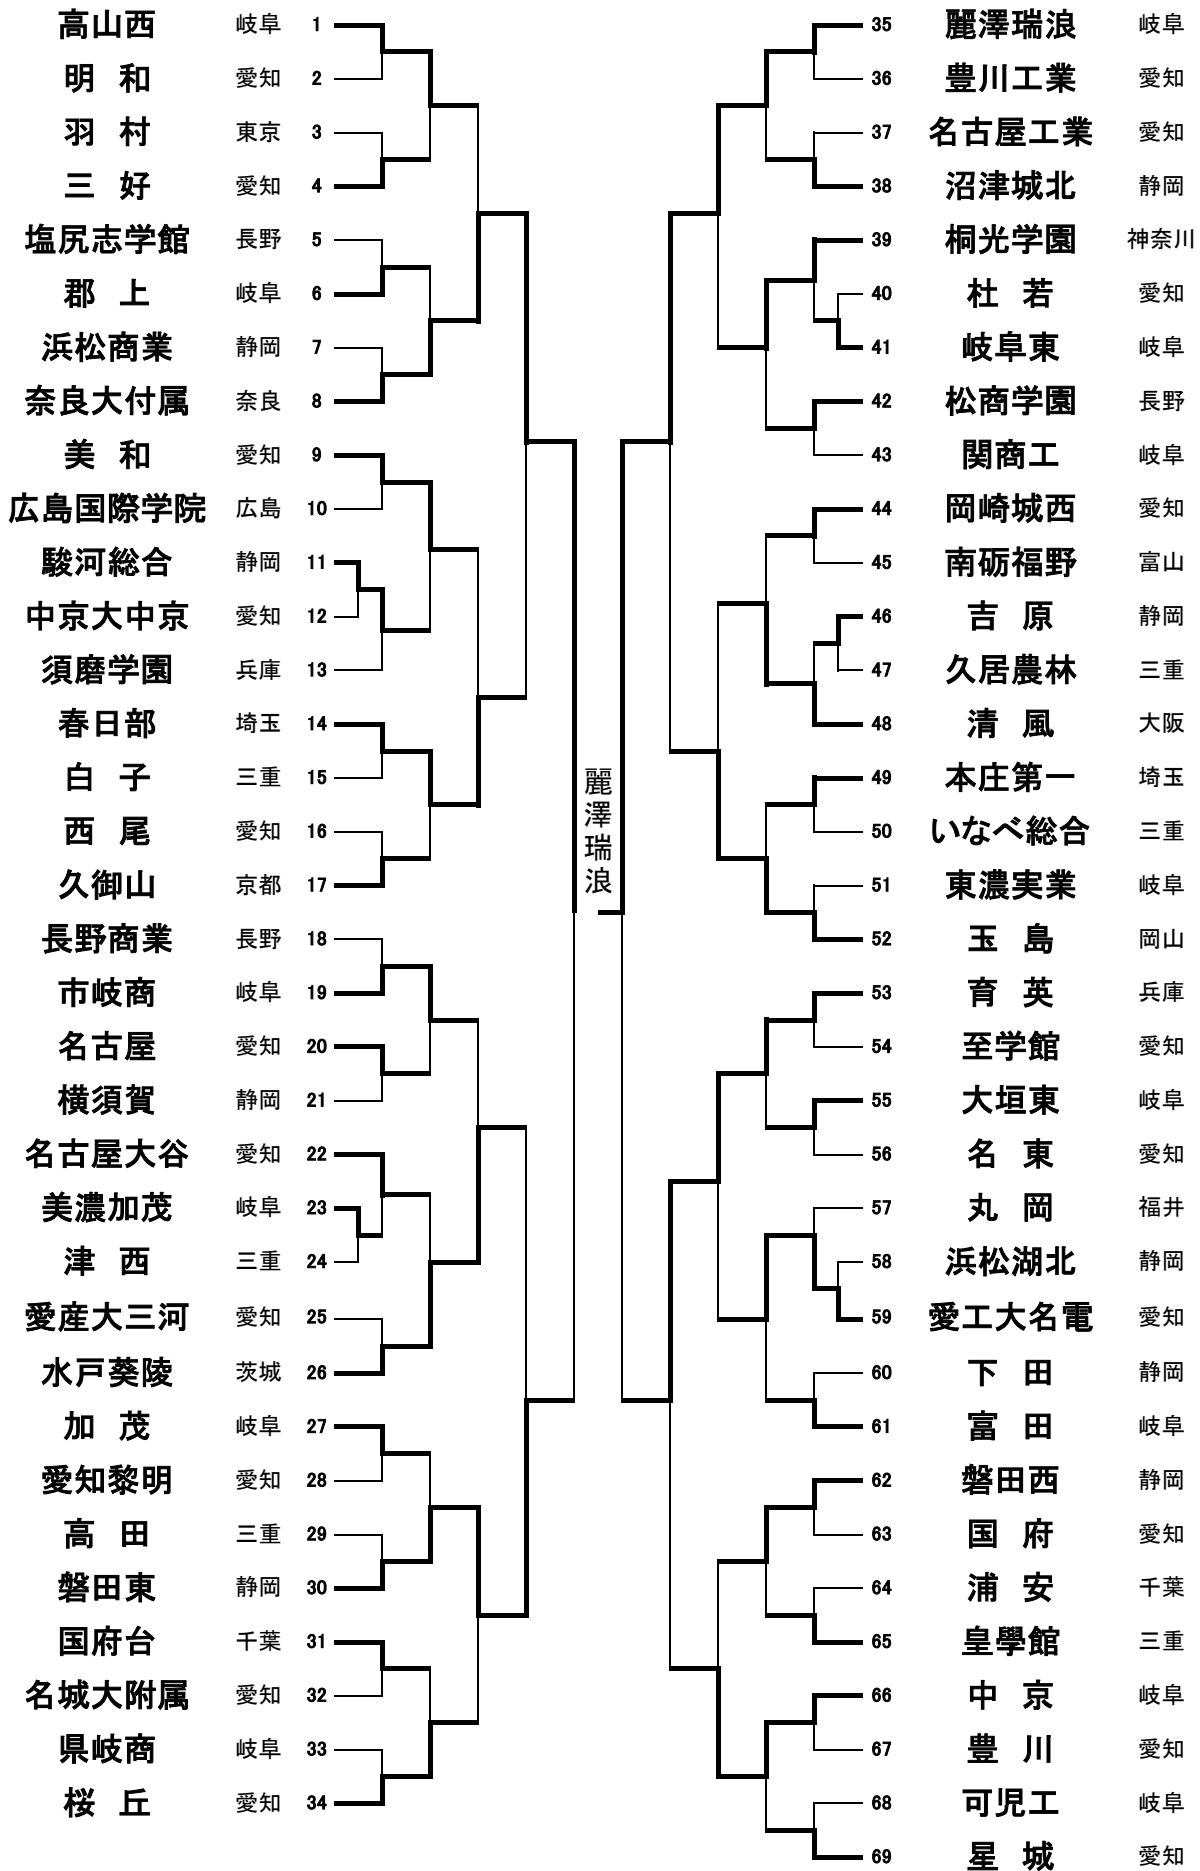 高山西 岐阜 1
明和 愛知 2
羽村 東京 3
三好 愛知 4
塩尻志学館 長野 5
郡上 岐阜 6
浜松商業 静岡 7
奈良大付属 奈良 8
美和 愛知 9
広島国際学院 広島 10
駿河総合 静岡 11
中京大中京 愛知 12
須磨学園 兵庫 13
春日部 埼玉 14
白子 三重 15
西尾 愛知 16
久御山 京都 17
長野商業 長野 18
市岐商 岐阜 19
名古屋 愛知 20
横須賀 静岡 21
名古屋大谷 愛知 22
美濃加茂 岐阜 23
津西 三重 24
愛産大三河 愛知 25
水戸葵陵 茨城 26
加茂 岐阜 27
愛知黎明 愛知 28
高田 三重 29
磐田東 静岡 30
国府台 千葉 31
名城大附属 愛知 32
県岐商 岐阜 33
桜丘 愛知 34
麗澤瑞浪
35 麗澤瑞浪 岐阜
36 豊川工業 愛知
37 名古屋工業 愛知
38 沼津城北 静岡
39 桐光学園 神奈川
40 杜若 愛知
41 岐阜東 岐阜
42 松商学園 長野
43 関商工 岐阜
44 岡崎城西 愛知
45 南砺福野 富山
46 吉原 静岡
47 久居農林 三重
48 清風 大阪
49 本庄第一 埼玉
50 いなべ総合 三重
51 東濃実業 岐阜
52 玉島 岡山
53 育英 兵庫
54 至学館 愛知
55 大垣東 岐阜
56 名東 愛知
57 丸岡 福井
58 浜松湖北 静岡
59 愛工大名電 愛知
60 下田 静岡
61 富田 岐阜
62 磐田西 静岡
63 国府 愛知
64 浦安 千葉
65 皇學館 三重
66 中京 岐阜
67 豊川 愛知
68 可児工 岐阜
69 星城 愛知